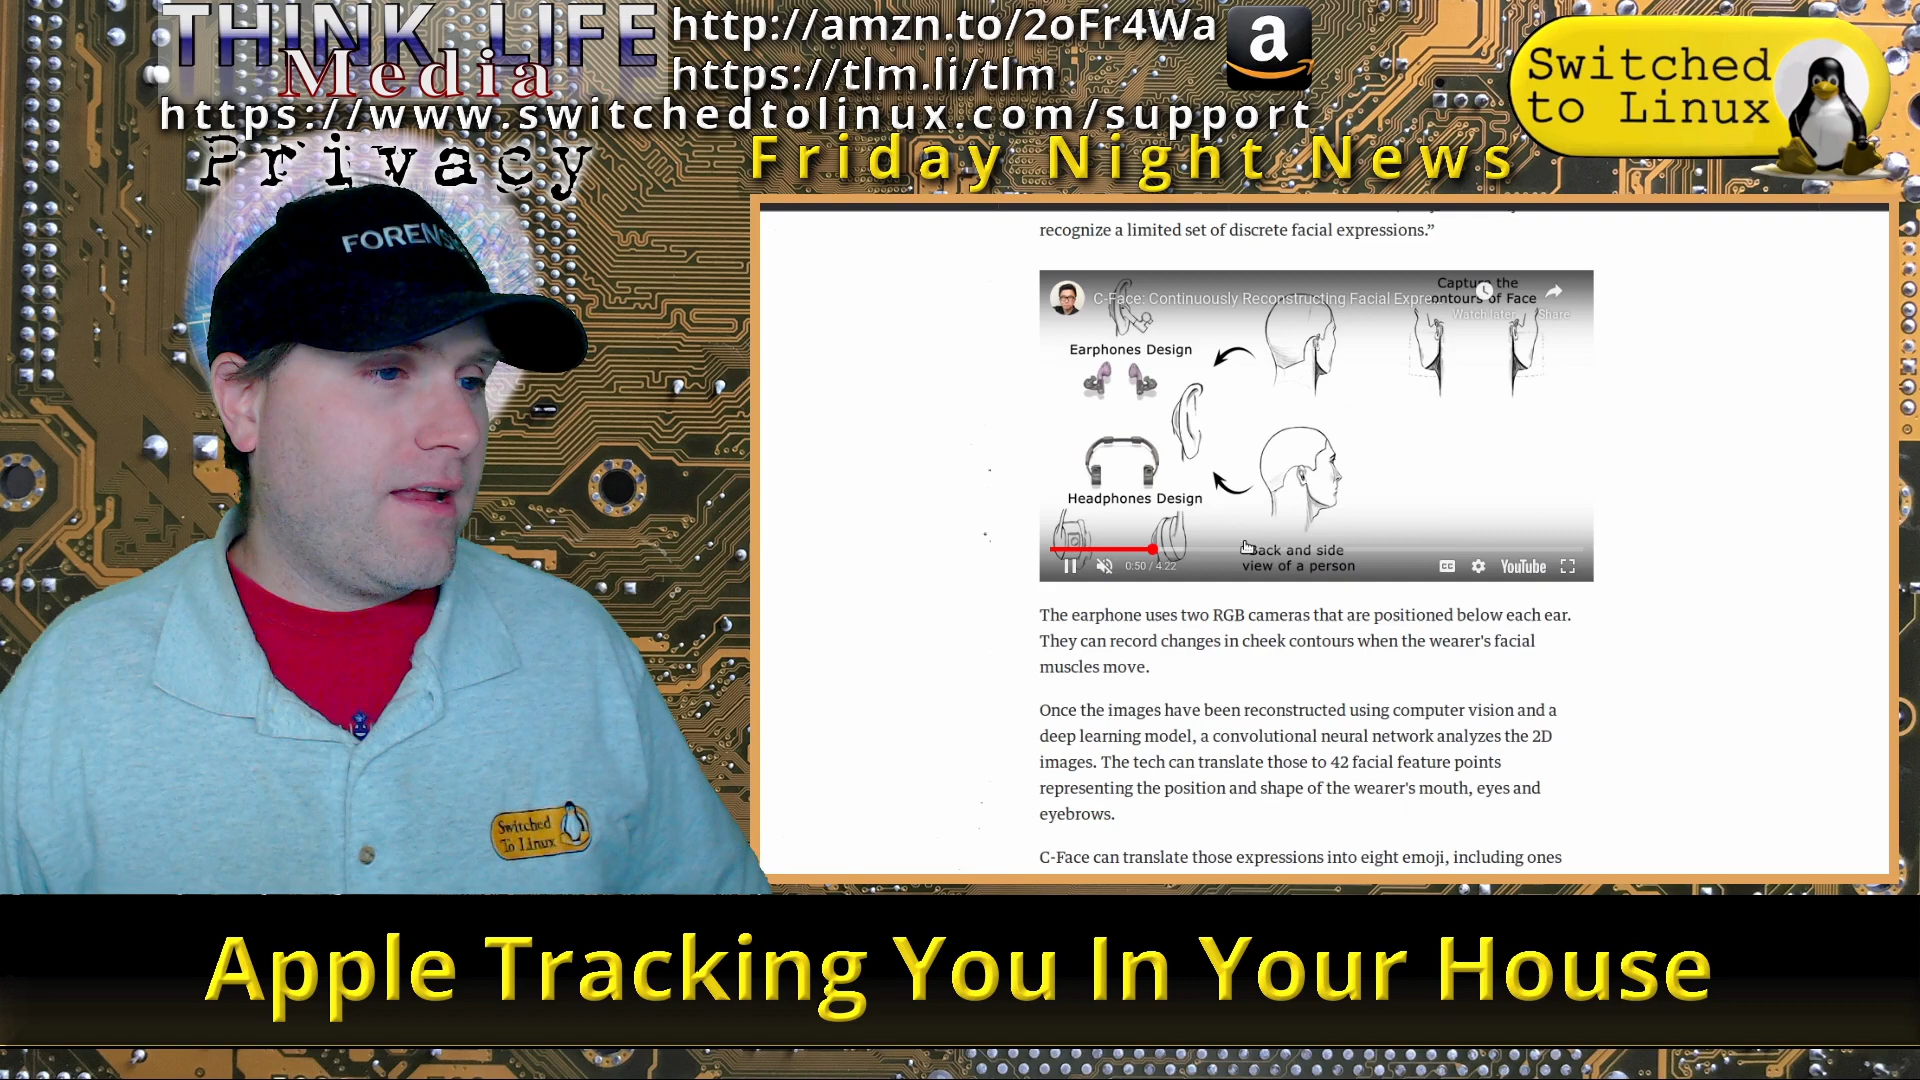 THINK LIFE
Media
http://amzn.to/2oFr4Wa
https://tlm.li/tlm
https://www.switchedtolinux.com/support
a
Switched
to Linux
Privacy
Friday Night News
FORENS
recognize a limited set of discrete facial expressions.”
C-Face: Continuously Reconstructing Facial Expre
Capture the
ontours of Face
Watch later
Share
Earphones Design
Headphones Design
Back and side
view of a person
0:50 / 4:22
CC
YouTube
The earphone uses two RGB cameras that are positioned below each ear.
They can record changes in cheek contours when the wearer's facial
muscles move.
Once the images have been reconstructed using computer vision and a
deep learning model, a convolutional neural network analyzes the 2D
images. The tech can translate those to 42 facial feature points
representing the position and shape of the wearer's mouth, eyes and
eyebrows.
C-Face can translate those expressions into eight emoji, including ones
Switched
To Linux
Apple Tracking You In Your House